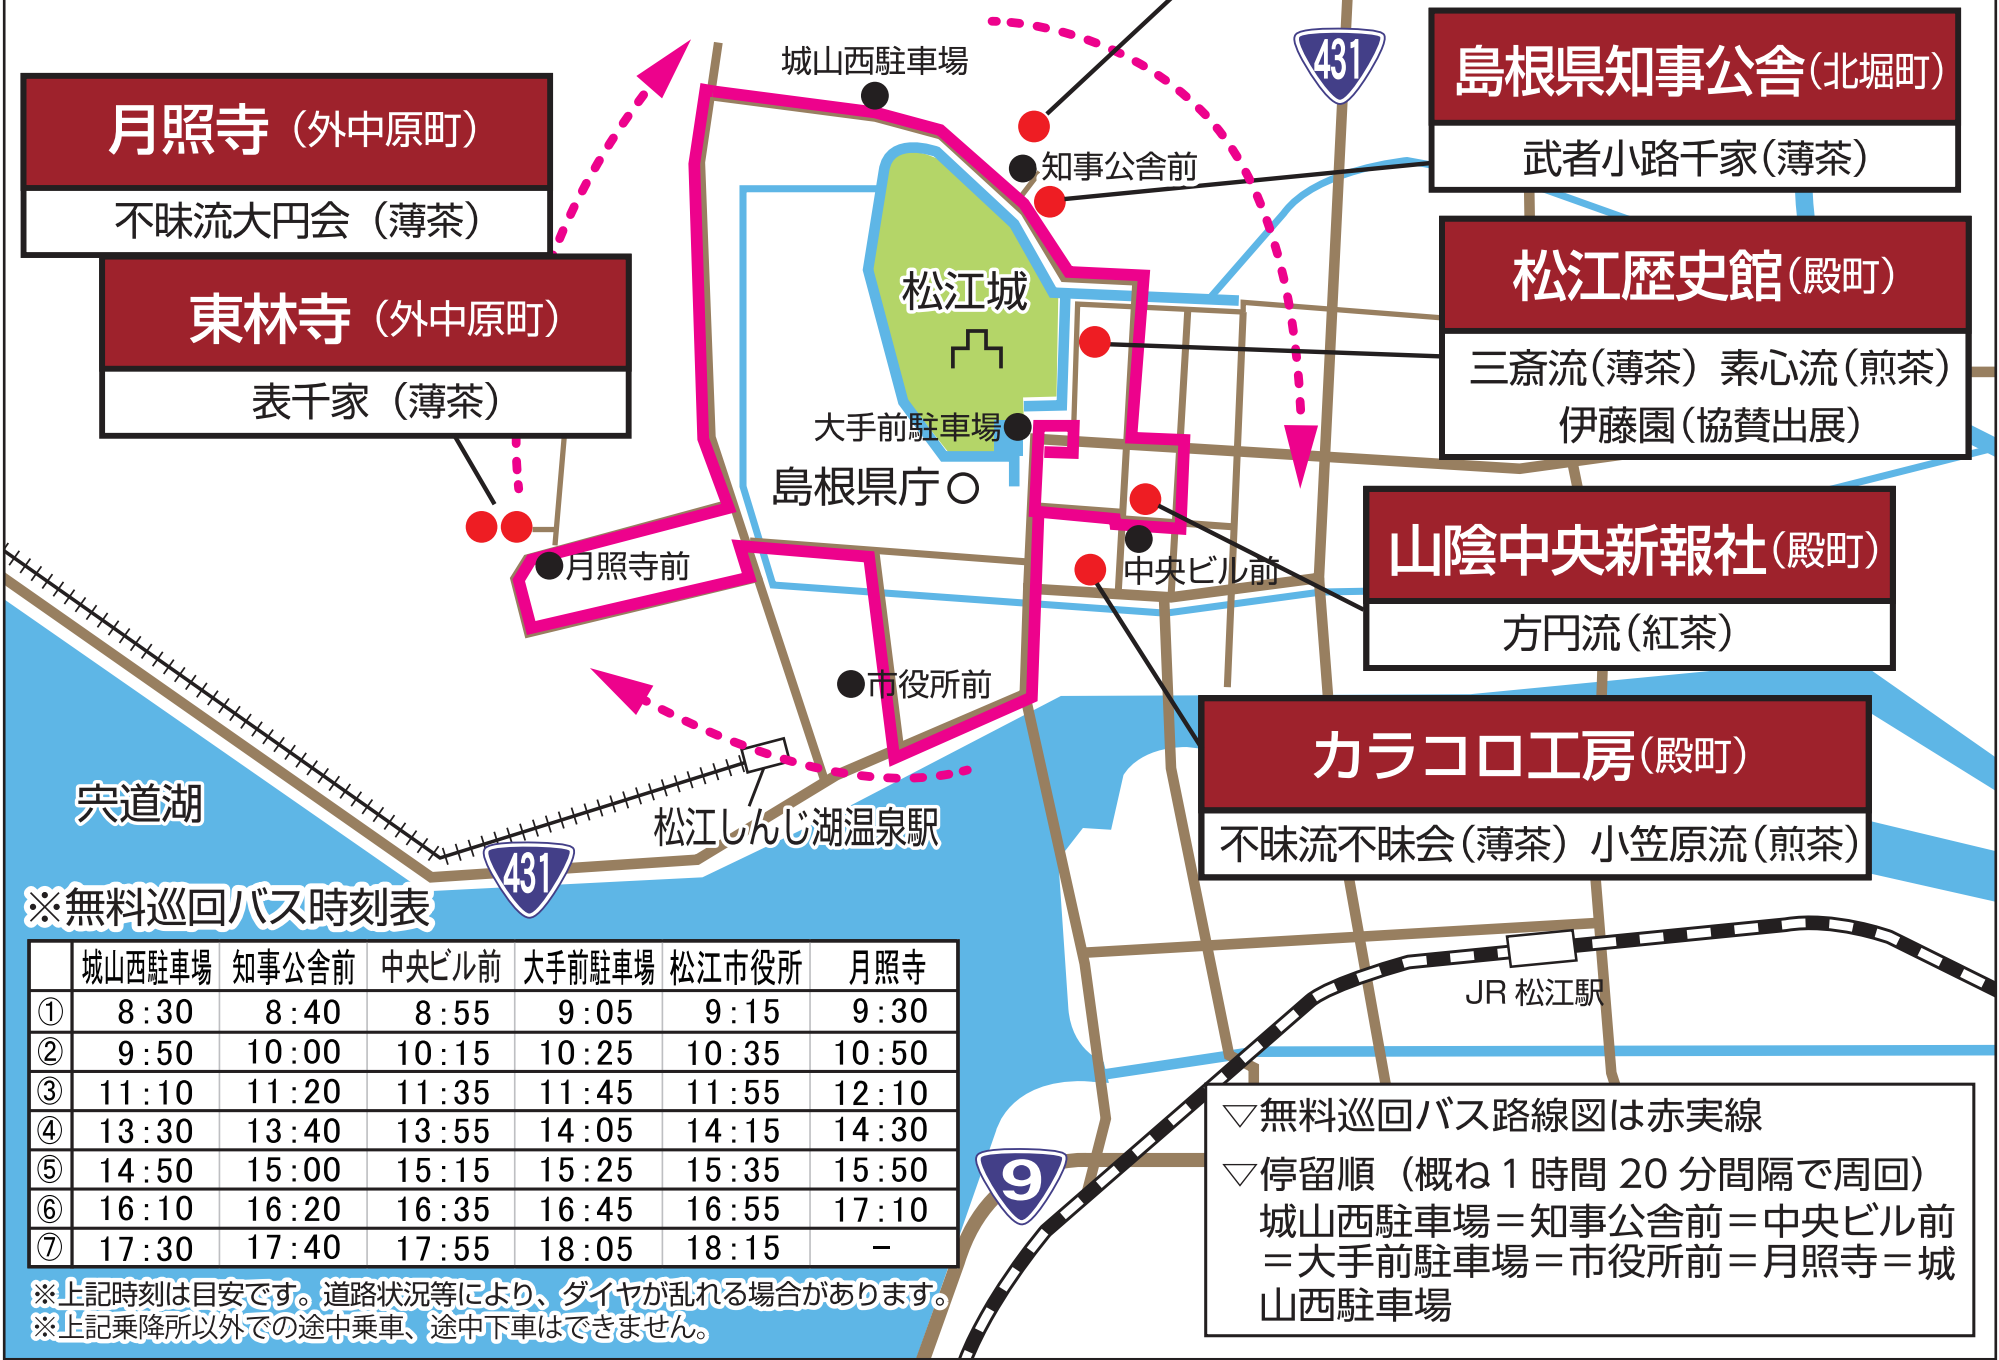 城山西駐車場
431
島根県知事公舎(北堀町)
武者小路千家(薄茶)
月照寺(外中原町)
不昧流大円会(薄茶)
知事公舎前
松江歴史館(殿町)
三斎流(薄茶) 素心流(煎茶)
伊藤園(協賛出展)
東林寺(外中原町)
表千家(薄茶)
松江城
大手前駐車場
島根県庁
山陰中央新報社(殿町)
方円流(紅茶)
月照寺前
中央ビル前
市役所前
カラコロ工房(殿町)
不昧流不昧会(薄茶) 小笠原流(煎茶)
宍道湖
松江しんじ湖温泉駅
431
※無料巡回バス時刻表
城山西駐車場 知事公舎前 中央ビル前 大手前駐車場 松江市役所 月照寺
① 8:30 8:40 8:55 9:05 9:15 9:30
② 9:50 10:00 10:15 10:25 10:35 10:50
③ 11:10 11:20 11:35 11:45 11:55 12:10
④ 13:30 13:40 13:55 14:05 14:15 14:30
⑤ 14:50 15:00 15:15 15:25 15:35 15:50
⑥ 16:10 16:20 16:35 16:45 16:55 17:10
⑦ 17:30 17:40 17:55 18:05 18:15 −
※上記時刻は目安です。道路状況等により、ダイヤが乱れる場合があります。
※上記乗降所以外での途中乗車、途中下車はできません。
JR 松江駅
9
▽無料巡回バス路線図は赤実線
▽停留順(概ね1時間20分間隔で周回)
城山西駐車場=知事公舎前=中央ビル前
=大手前駐車場=市役所前=月照寺=城
山西駐車場